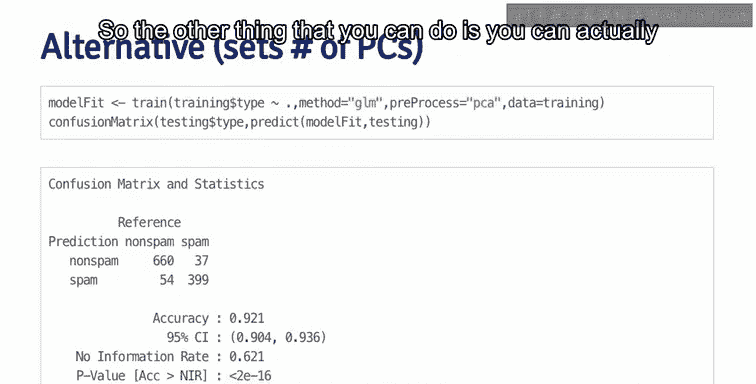 So the other thing that you can do is you can actually
Alternative (sets # of PCs)
modelFit <- train(training$type ~ .,method="glm",preProcess="pca",data=training)
confusionMatrix(testing$type,predict(modelFit,testing))
Confusion Matrix and Statistics
Reference
Prediction nonspam spam
nonspam 660 37
spam 54 399
Accuracy : 0.921
95% CI : (0.904, 0.936)
No Information Rate : 0.621
P-Value [Acc > NIR] : <2e-16